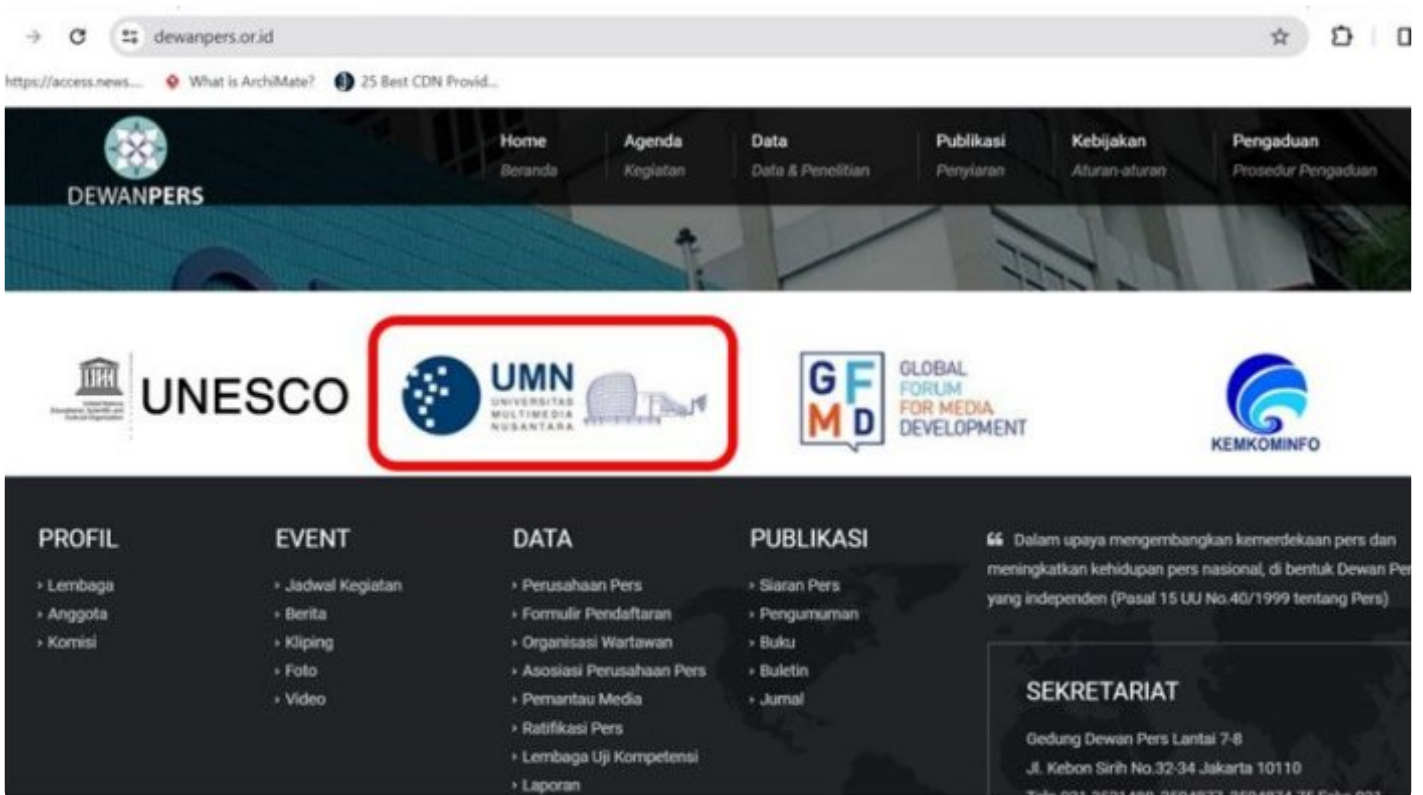 dewanpers.or.id
https://access.news....
What is ArchiMate?
25 Best CDN Provid...
DEWANPERS
Home
Beranda
Agenda
Kegiatan
Data
Data & Penelitian
Publikasi
Penyiaran
Kebijakan
Aturan-aturan
Pengaduan
Prosedur Pengaduan
UNESCO
UMN
UNIVERSITAS
MULTIMEDIA
NUSANTARA
GFMD
GLOBAL
FORUM
FOR MEDIA
DEVELOPMENT
KEMKOMINFO
PROFIL
› Lembaga
› Anggota
› Komisi
EVENT
› Jadwal Kegiatan
› Berita
› Kliping
› Foto
› Video
DATA
› Perusahaan Pers
› Formulir Pendaftaran
› Organisasi Wartawan
› Asosiasi Perusahaan Pers
› Pemantau Media
› Ratifikasi Pers
› Lembaga Uji Kompetensi
› Laporan
PUBLIKASI
› Siaran Pers
› Pengumuman
› Buku
› Buletin
› Jurnal
Dalam upaya mengembangkan kemerdekaan pers dan
meningkatkan kehidupan pers nasional, di bentuk Dewan Per
yang independen (Pasal 15 UU No.40/1999 tentang Pers)
SEKRETARIAT
Gedung Dewan Pers Lantai 7-8
Jl. Kebon Sirih No.32-34 Jakarta 10110